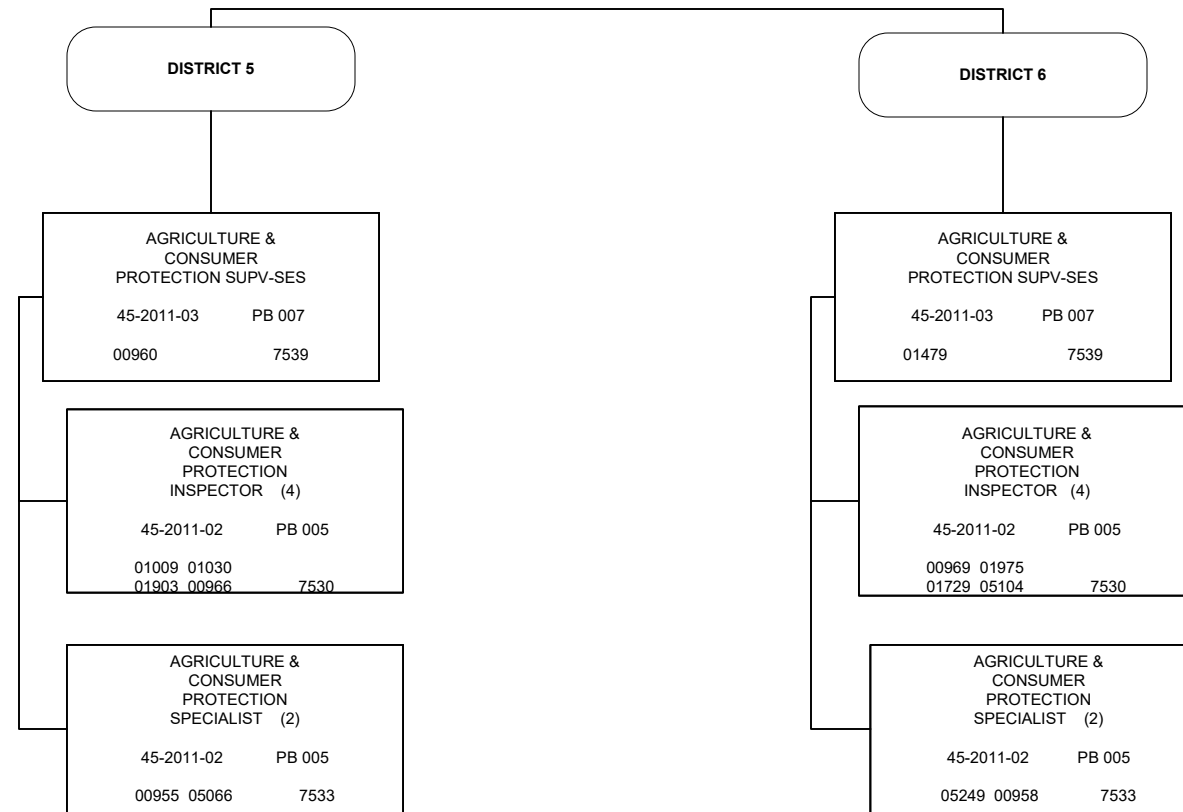 DISTRICT 5
AGRICULTURE &
CONSUMER
PROTECTION SUPV-SES
45-2011-03 PB 007
00960 7539
AGRICULTURE &
CONSUMER
PROTECTION
INSPECTOR (4)
45-2011-02 PB 005
01009 01030
01903 00966 7530
AGRICULTURE &
CONSUMER
PROTECTION
SPECIALIST (2)
45-2011-02 PB 005
00955 05066 7533
DISTRICT 6
AGRICULTURE &
CONSUMER
PROTECTION SUPV-SES
45-2011-03 PB 007
01479 7539
AGRICULTURE &
CONSUMER
PROTECTION
INSPECTOR (4)
45-2011-02 PB 005
00969 01975
01729 05104 7530
AGRICULTURE &
CONSUMER
PROTECTION
SPECIALIST (2)
45-2011-02 PB 005
05249 00958 7533